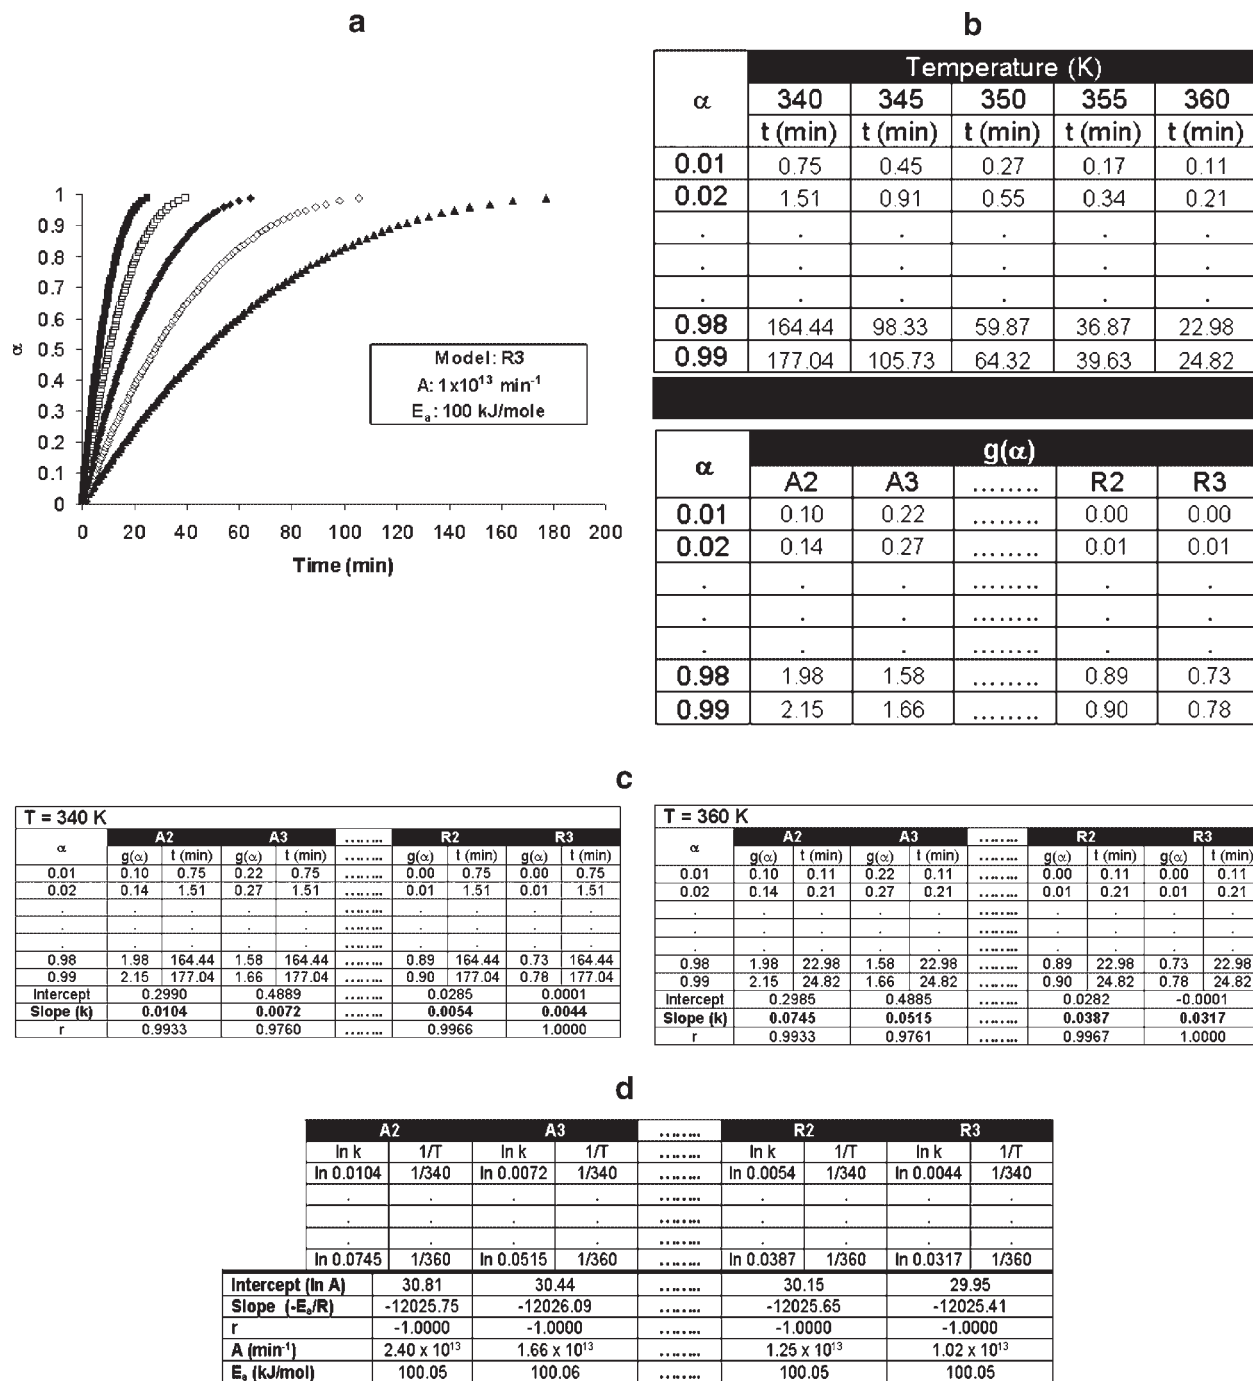 a
1
0.9
0.8
0.7
0.6
0.5
0.4
0.3
0.2
0.1
0
α
0 20 40 60 80 100 120 140 160 180 200
Time (min)
Model: R3
A: 1x10¹³ min⁻¹
Eₐ: 100 kJ/mole
b
α Temperature (K)
340 345 350 355 360
t (min) t (min) t (min) t (min) t (min)
0.01 0.75 0.45 0.27 0.17 0.11
0.02 1.51 0.91 0.55 0.34 0.21
. . . . . .
. . . . . .
. . . . . .
0.98 164.44 98.33 59.87 36.87 22.98
0.99 177.04 105.73 64.32 39.63 24.82
α g(α)
A2 A3 ........ R2 R3
0.01 0.10 0.22 ........ 0.00 0.00
0.02 0.14 0.27 ........ 0.01 0.01
. . . ........ . .
. . . ........ . .
. . . ........ . .
0.98 1.98 1.58 ........ 0.89 0.73
0.99 2.15 1.66 ........ 0.90 0.78
c
T = 340 K
α A2 A3 ........ R2 R3
g(α) t (min) g(α) t (min) ........ g(α) t (min) g(α) t (min)
0.01 0.10 0.75 0.22 0.75 ........ 0.00 0.75 0.00 0.75
0.02 0.14 1.51 0.27 1.51 ........ 0.01 1.51 0.01 1.51
. . . . . ........ . . . .
. . . . . ........ . . . .
. . . . . ........ . . . .
0.98 1.98 164.44 1.58 164.44 ........ 0.89 164.44 0.73 164.44
0.99 2.15 177.04 1.66 177.04 ........ 0.90 177.04 0.78 177.04
Intercept 0.2990 0.4889 ........ 0.0285 0.0001
Slope (k) 0.0104 0.0072 ........ 0.0054 0.0044
r 0.9933 0.9760 ........ 0.9966 1.0000
T = 360 K
α A2 A3 ........ R2 R3
g(α) t (min) g(α) t (min) ........ g(α) t (min) g(α) t (min)
0.01 0.10 0.11 0.22 0.11 ........ 0.00 0.11 0.00 0.11
0.02 0.14 0.21 0.27 0.21 ........ 0.01 0.21 0.01 0.21
. . . . . ........ . . . .
. . . . . ........ . . . .
. . . . . ........ . . . .
0.98 1.98 22.98 1.58 22.98 ........ 0.89 22.98 0.73 22.98
0.99 2.15 24.82 1.66 24.82 ........ 0.90 24.82 0.78 24.82
Intercept 0.2985 0.4885 ........ 0.0282 -0.0001
Slope (k) 0.0745 0.0515 ........ 0.0387 0.0317
r 0.9933 0.9761 ........ 0.9967 1.0000
d
A2 A3 ........ R2 R3
ln k 1/T ln k 1/T ........ ln k 1/T ln k 1/T
ln 0.0104 1/340 ln 0.0072 1/340 ........ ln 0.0054 1/340 ln 0.0044 1/340
. . . . ........ . . . .
. . . . ........ . . . .
. . . . ........ . . . .
ln 0.0745 1/360 ln 0.0515 1/360 ........ ln 0.0387 1/360 ln 0.0317 1/360
Intercept (ln A) 30.81 30.44 ........ 30.15 29.95
Slope (-Eₐ/R) -12025.75 -12026.09 ........ -12025.65 -12025.41
r -1.0000 -1.0000 ........ -1.0000 -1.0000
A (min⁻¹) 2.40 x 10¹³ 1.66 x 10¹³ ........ 1.25 x 10¹³ 1.02 x 10¹³
Eₐ (kJ/mol) 100.05 100.06 ........ 100.05 100.05